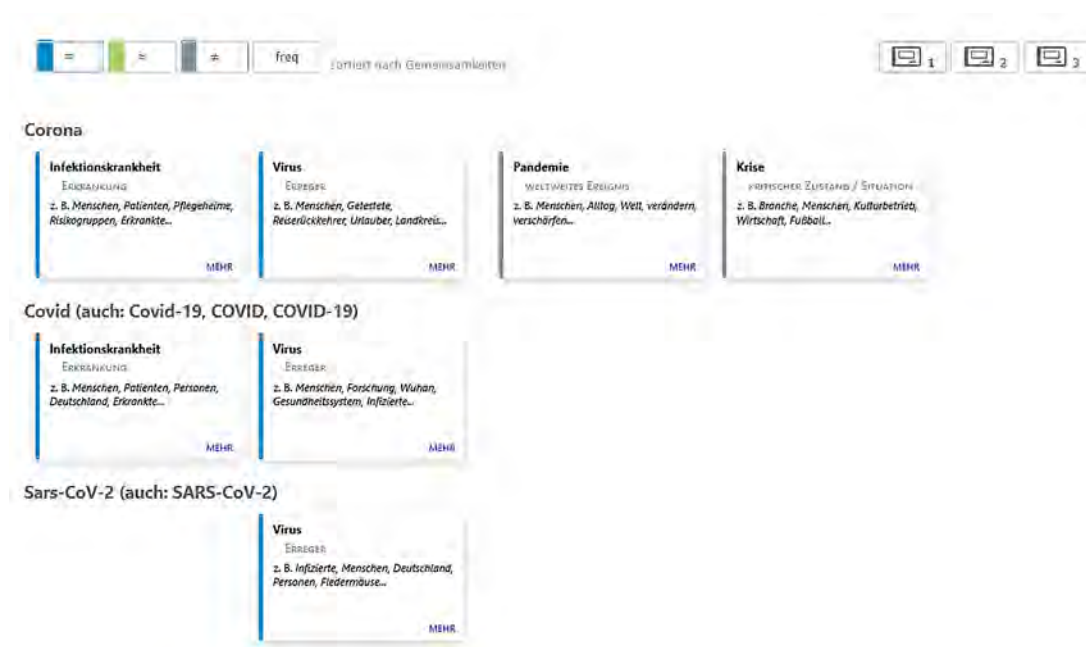 = ≈ ≠ freq sortiert nach Gemeinsamkeiten 1 2 3
Corona
Infektionskrankheit
Erkrankung
z. B. Menschen, Patienten, Pflegeheime,
Risikogruppen, Erkrankte...
MEHR
Virus
Erreger
z. B. Menschen, Getestete,
Reiserückkehrer, Urlauber, Landkreis...
MEHR
Pandemie
weltweites Ereignis
z. B. Menschen, Alltag, Welt, verändern,
verschärfen...
MEHR
Krise
kritischer Zustand / Situation
z. B. Branche, Menschen, Kulturbetrieb,
Wirtschaft, Fußball...
MEHR
Covid (auch: Covid-19, COVID, COVID-19)
Infektionskrankheit
Erkrankung
z. B. Menschen, Patienten, Personen,
Deutschland, Erkrankte...
MEHR
Virus
Erreger
z. B. Menschen, Forschung, Wuhan,
Gesundheitssystem, Infizierte...
MEHR
Sars-CoV-2 (auch: SARS-CoV-2)
Virus
Erreger
z. B. Infizierte, Menschen, Deutschland,
Personen, Fledermäuse...
MEHR